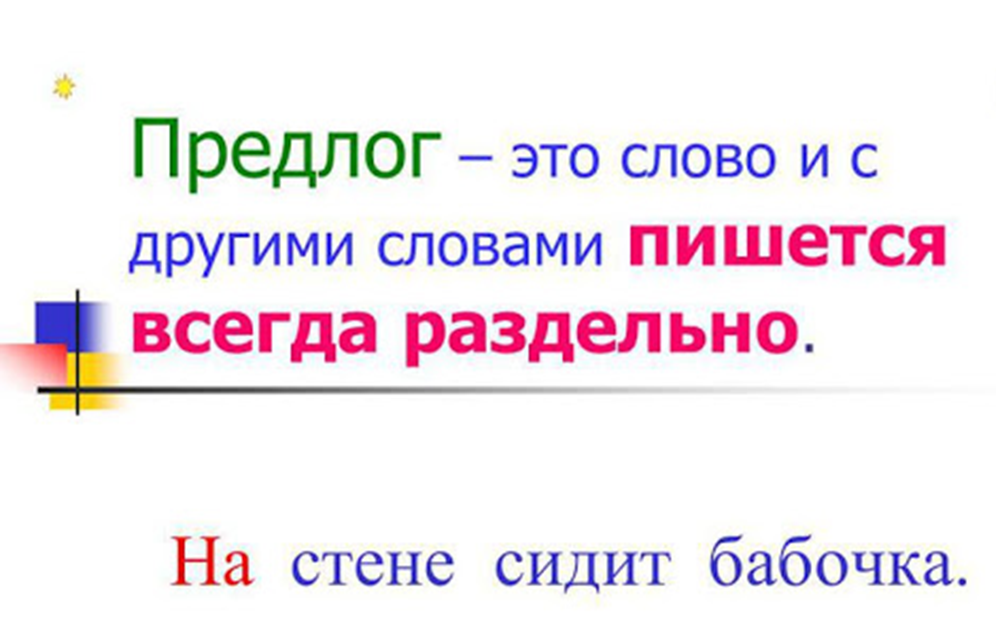 Предлог – это слово и с
другими словами пишется
всегда раздельно.
На стене сидит бабочка.